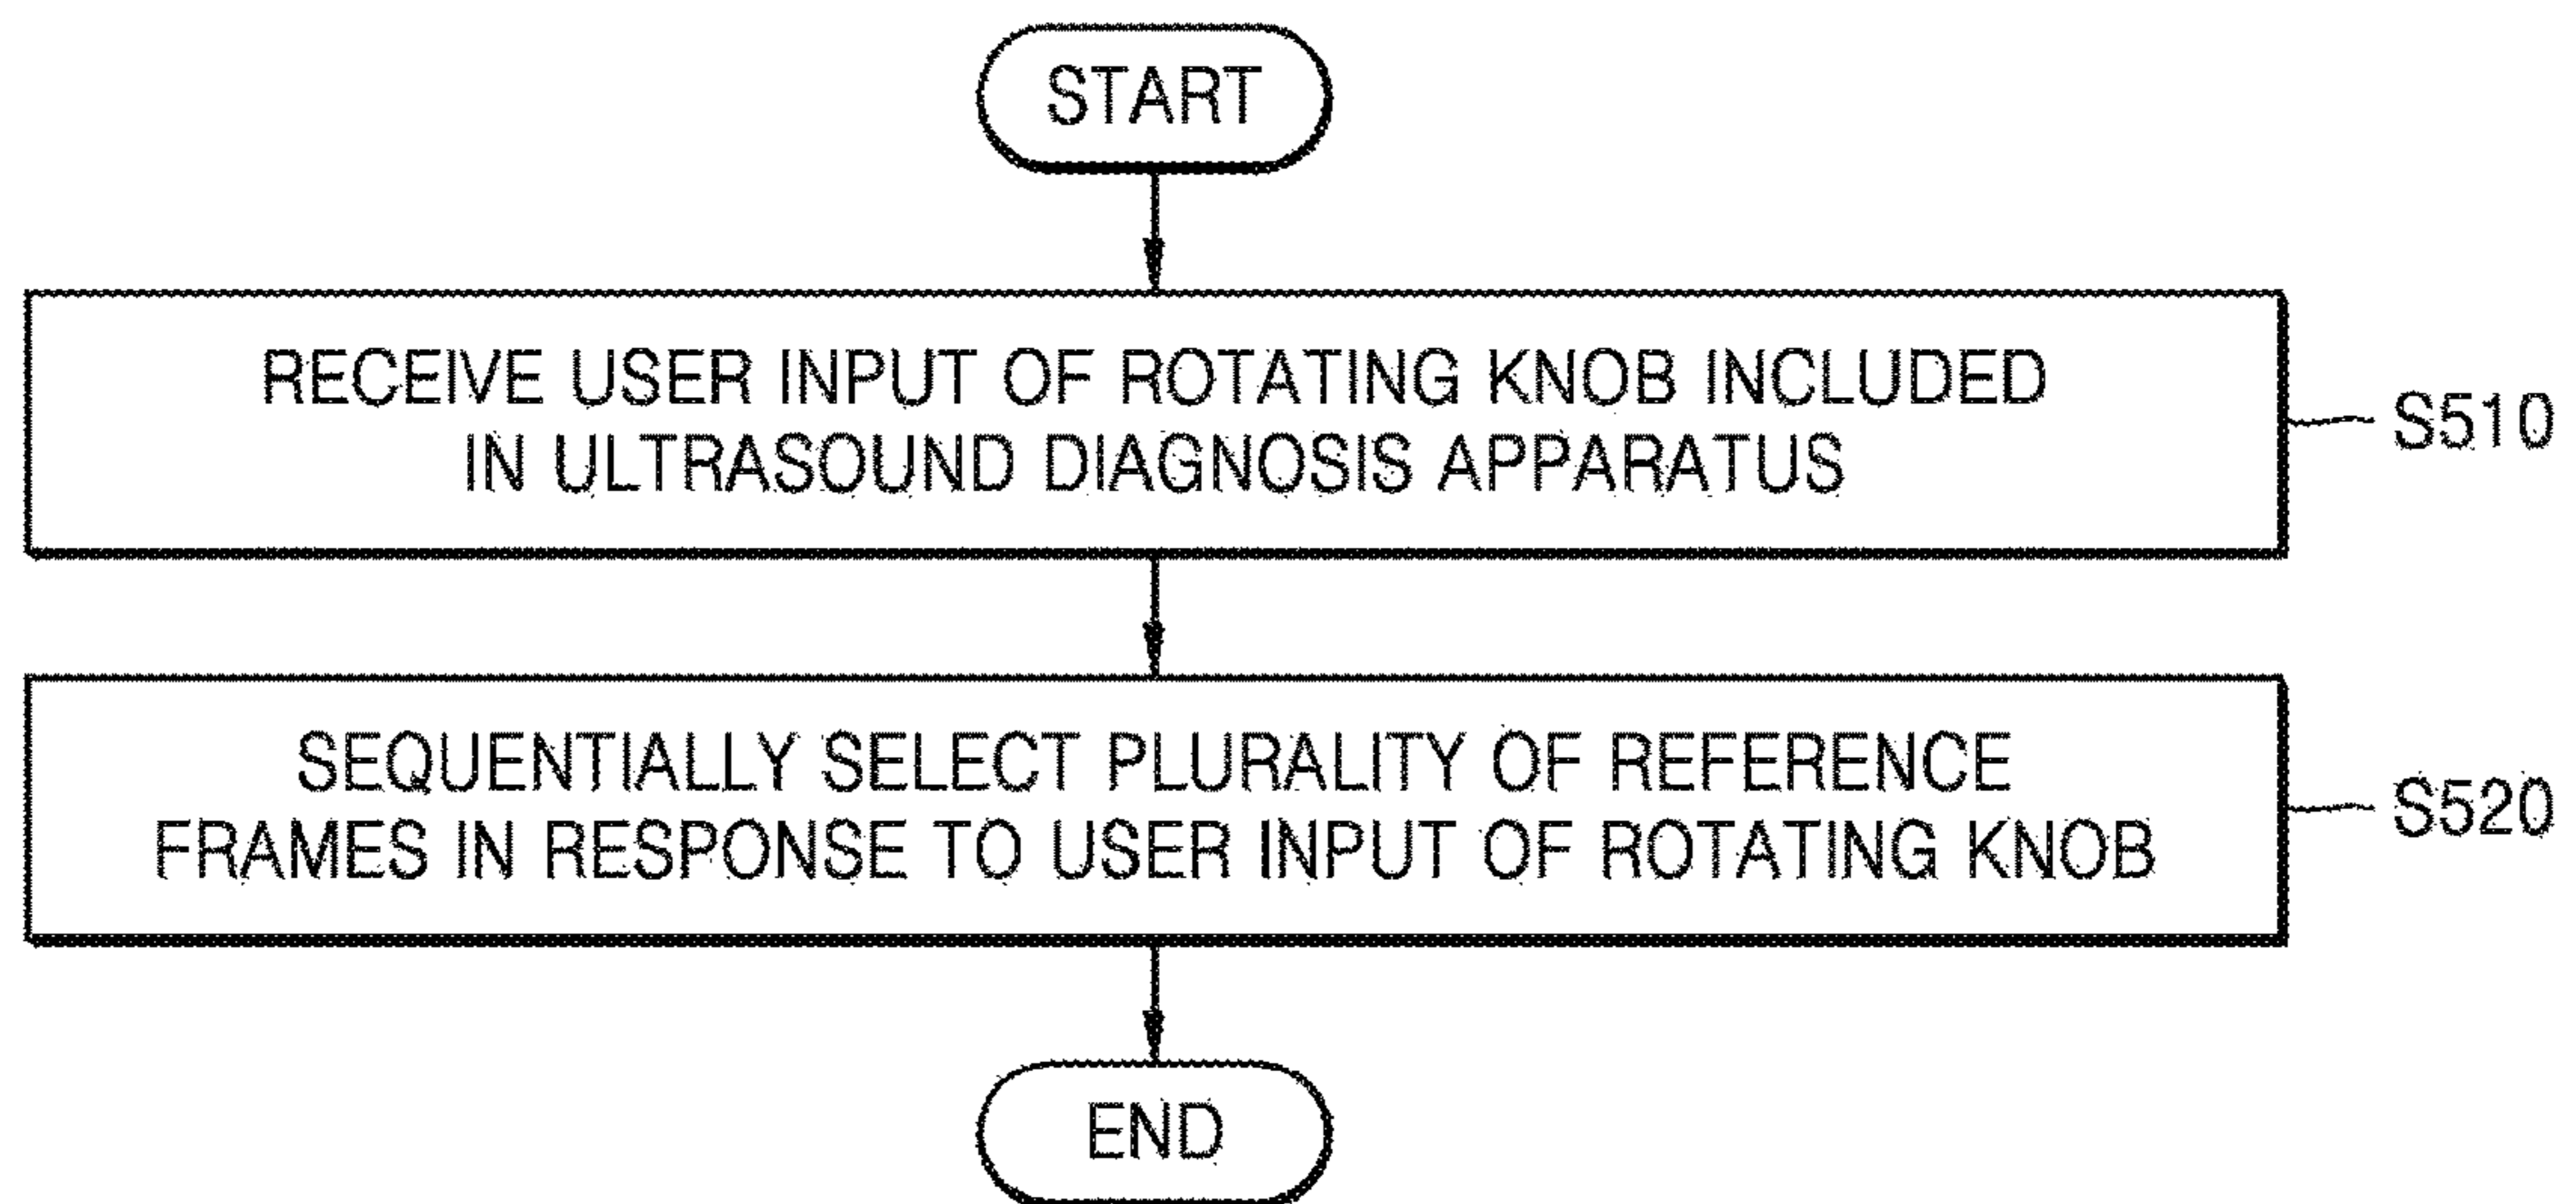 START
RECEIVE USER INPUT OF ROTATING KNOB INCLUDED
IN ULTRASOUND DIAGNOSIS APPARATUS
S510
SEQUENTIALLY SELECT PLURALITY OF REFERENCE
FRAMES IN RESPONSE TO USER INPUT OF ROTATING KNOB
S520
END